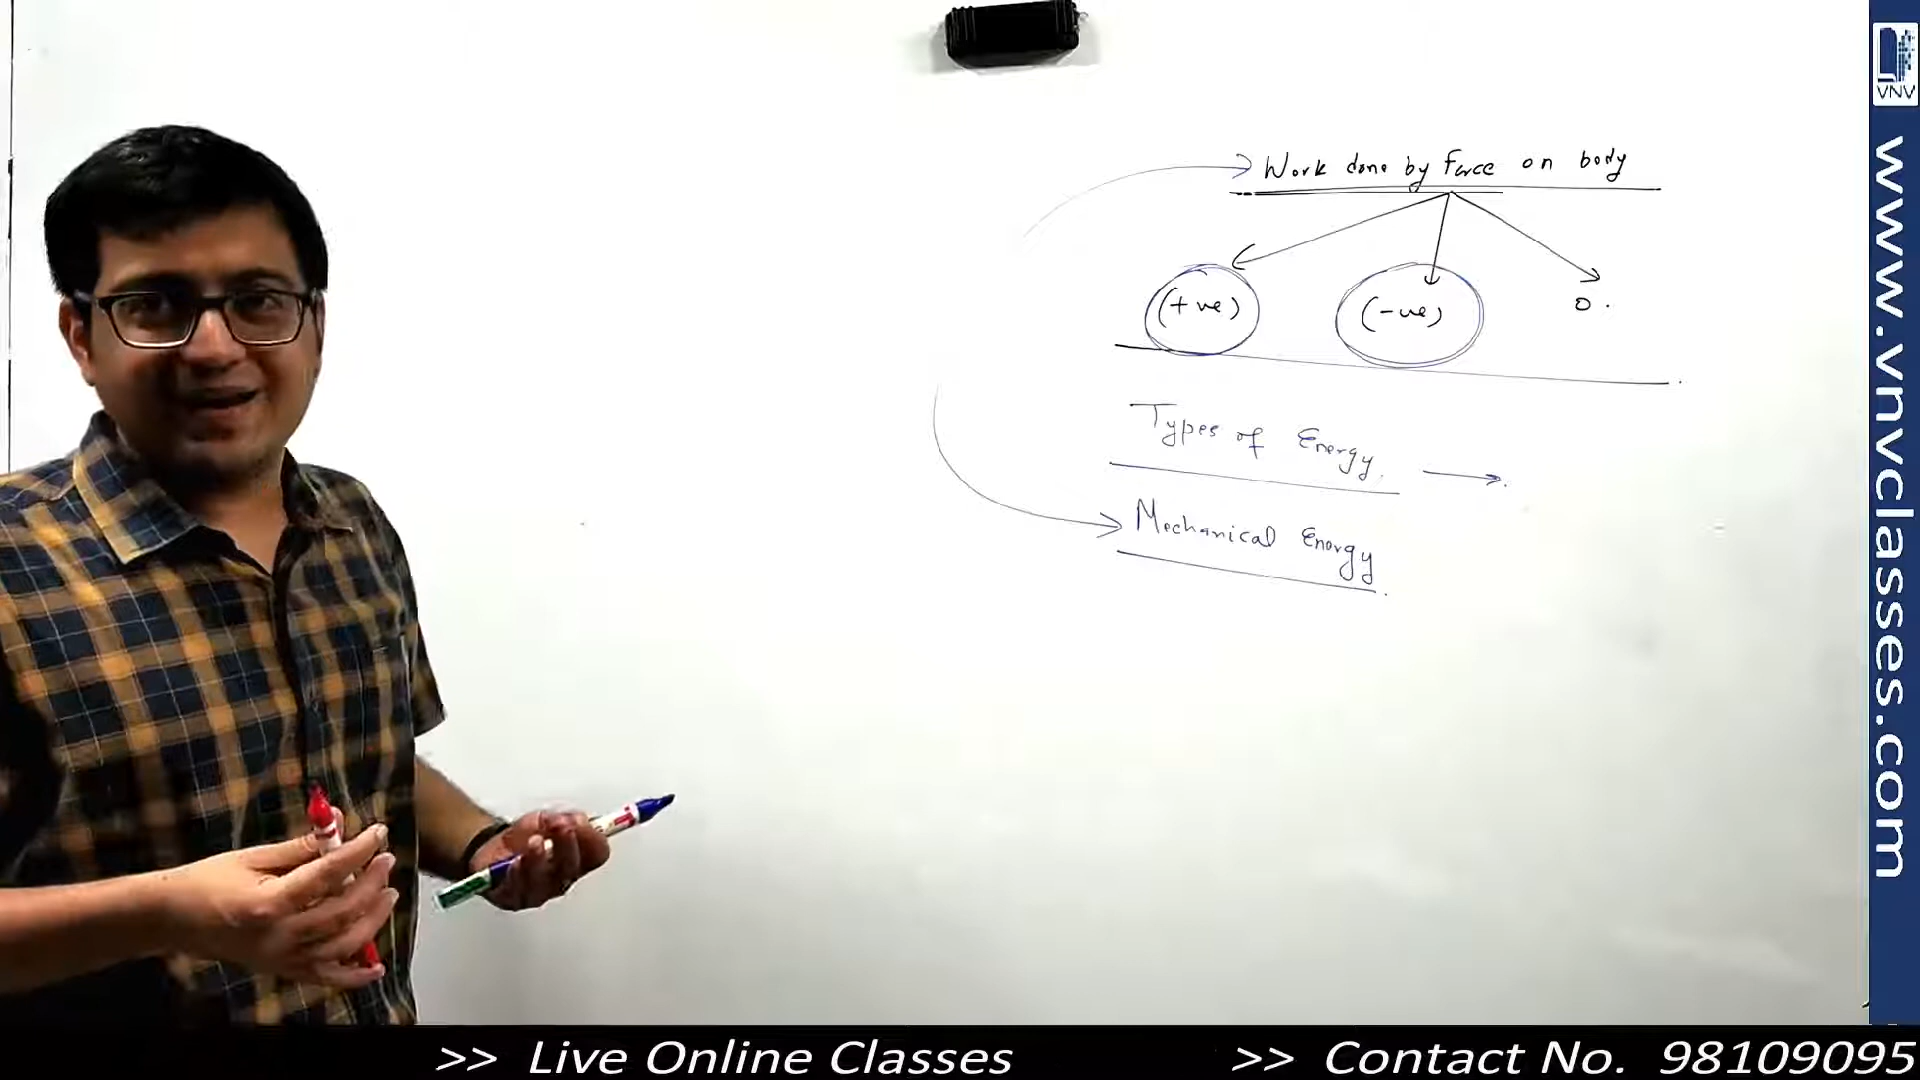 Work done by Force on body
(+ve) (-ve) 0.
Types of Energy.
Mechanical Energy
VNV
www.vnvclasses.com
>> Live Online Classes >> Contact No. 98109095